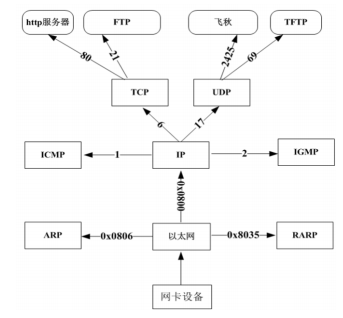 http服务器
FTP
飞秋
TFTP
80
21
2425
69
TCP
UDP
6
17
ICMP
1
IP
2
IGMP
0x0800
ARP
0x0806
以太网
0x8035
RARP
网卡设备